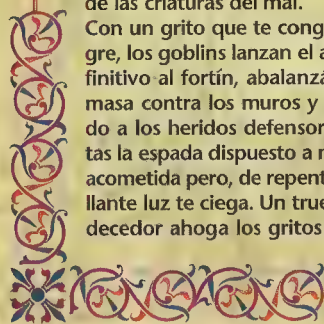 de las criaturas del mal.
Con un grito que te cong
gre, los goblins lanzan el a
finitivo al fortín, abalanzá
masa contra los muros y
do a los heridos defensor
tas la espada dispuesto a r
acometida pero, de repent
llante luz te ciega. Un true
decedor ahoga los gritos